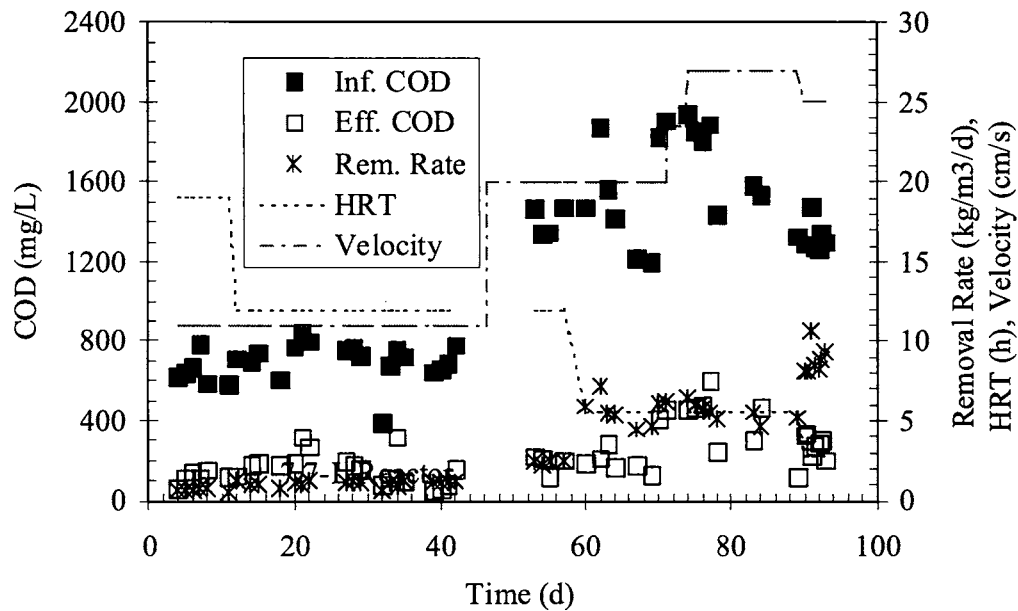 2400
2000
1600
1200
800
400
0
COD (mg/L)
Inf. COD
Eff. COD
Rem. Rate
HRT
Velocity
30
25
20
15
10
5
0
Removal Rate (kg/m3/d),
HRT (h), Velocity (cm/s)
0 20 40 60 80 100
Time (d)